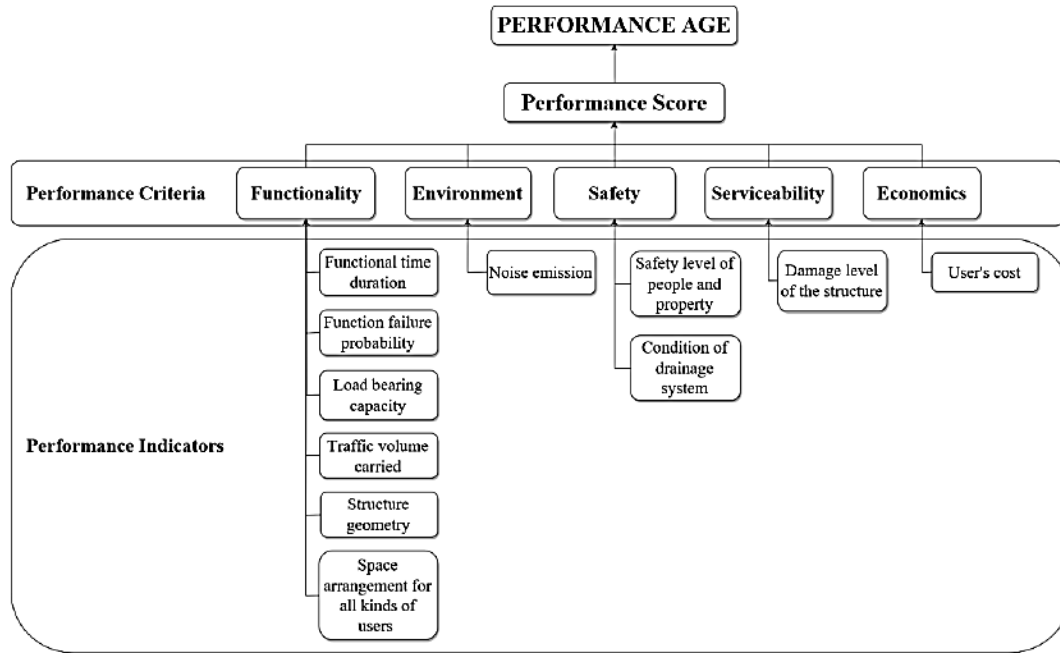 PERFORMANCE AGE
Performance Score
Performance Criteria
Functionality
Environment
Safety
Serviceability
Economics
Performance Indicators
Functional time
duration
Function failure
probability
Load bearing
capacity
Traffic volume
carried
Structure
geometry
Space
arrangement for
all kinds of
users
Noise emission
Safety level of
people and
property
Condition of
drainage
system
Damage level
of the structure
User's cost